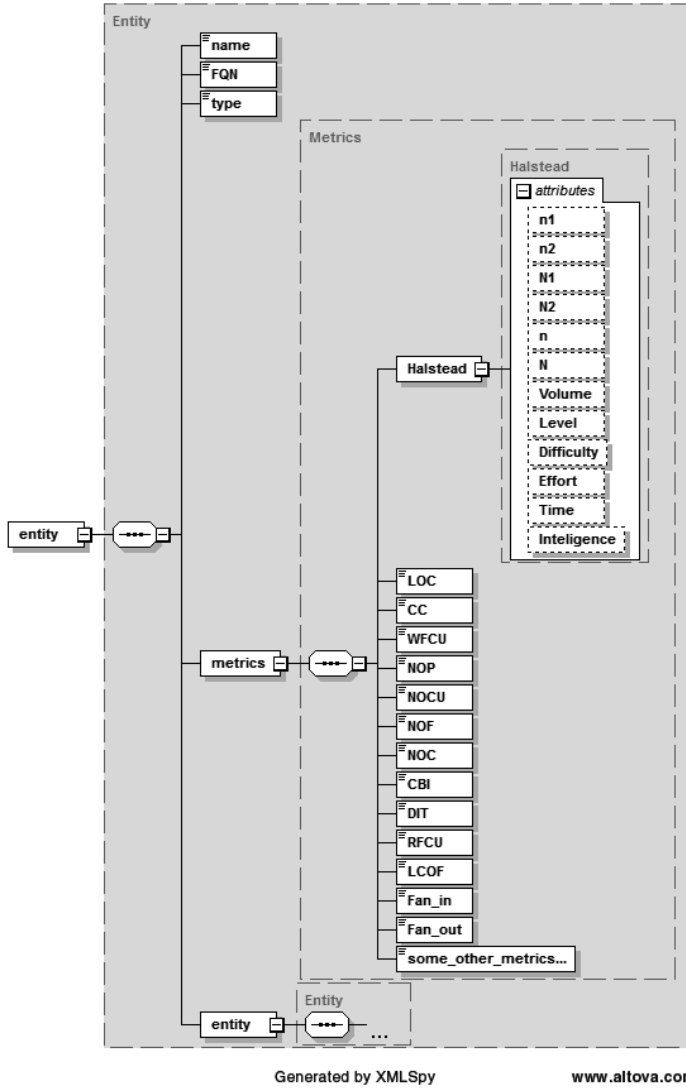 Entity
name
FQN
type
Metrics
Halstead
attributes
n1
n2
N1
N2
n
N
Volume
Level
Difficulty
Effort
Time
Inteligence
Halstead
entity
metrics
LOC
CC
WFCU
NOP
NOCU
NOF
NOC
CBI
DIT
RFCU
LCOF
Fan_in
Fan_out
some_other_metrics...
entity
Entity
...
Generated by XMLSpy
www.altova.com